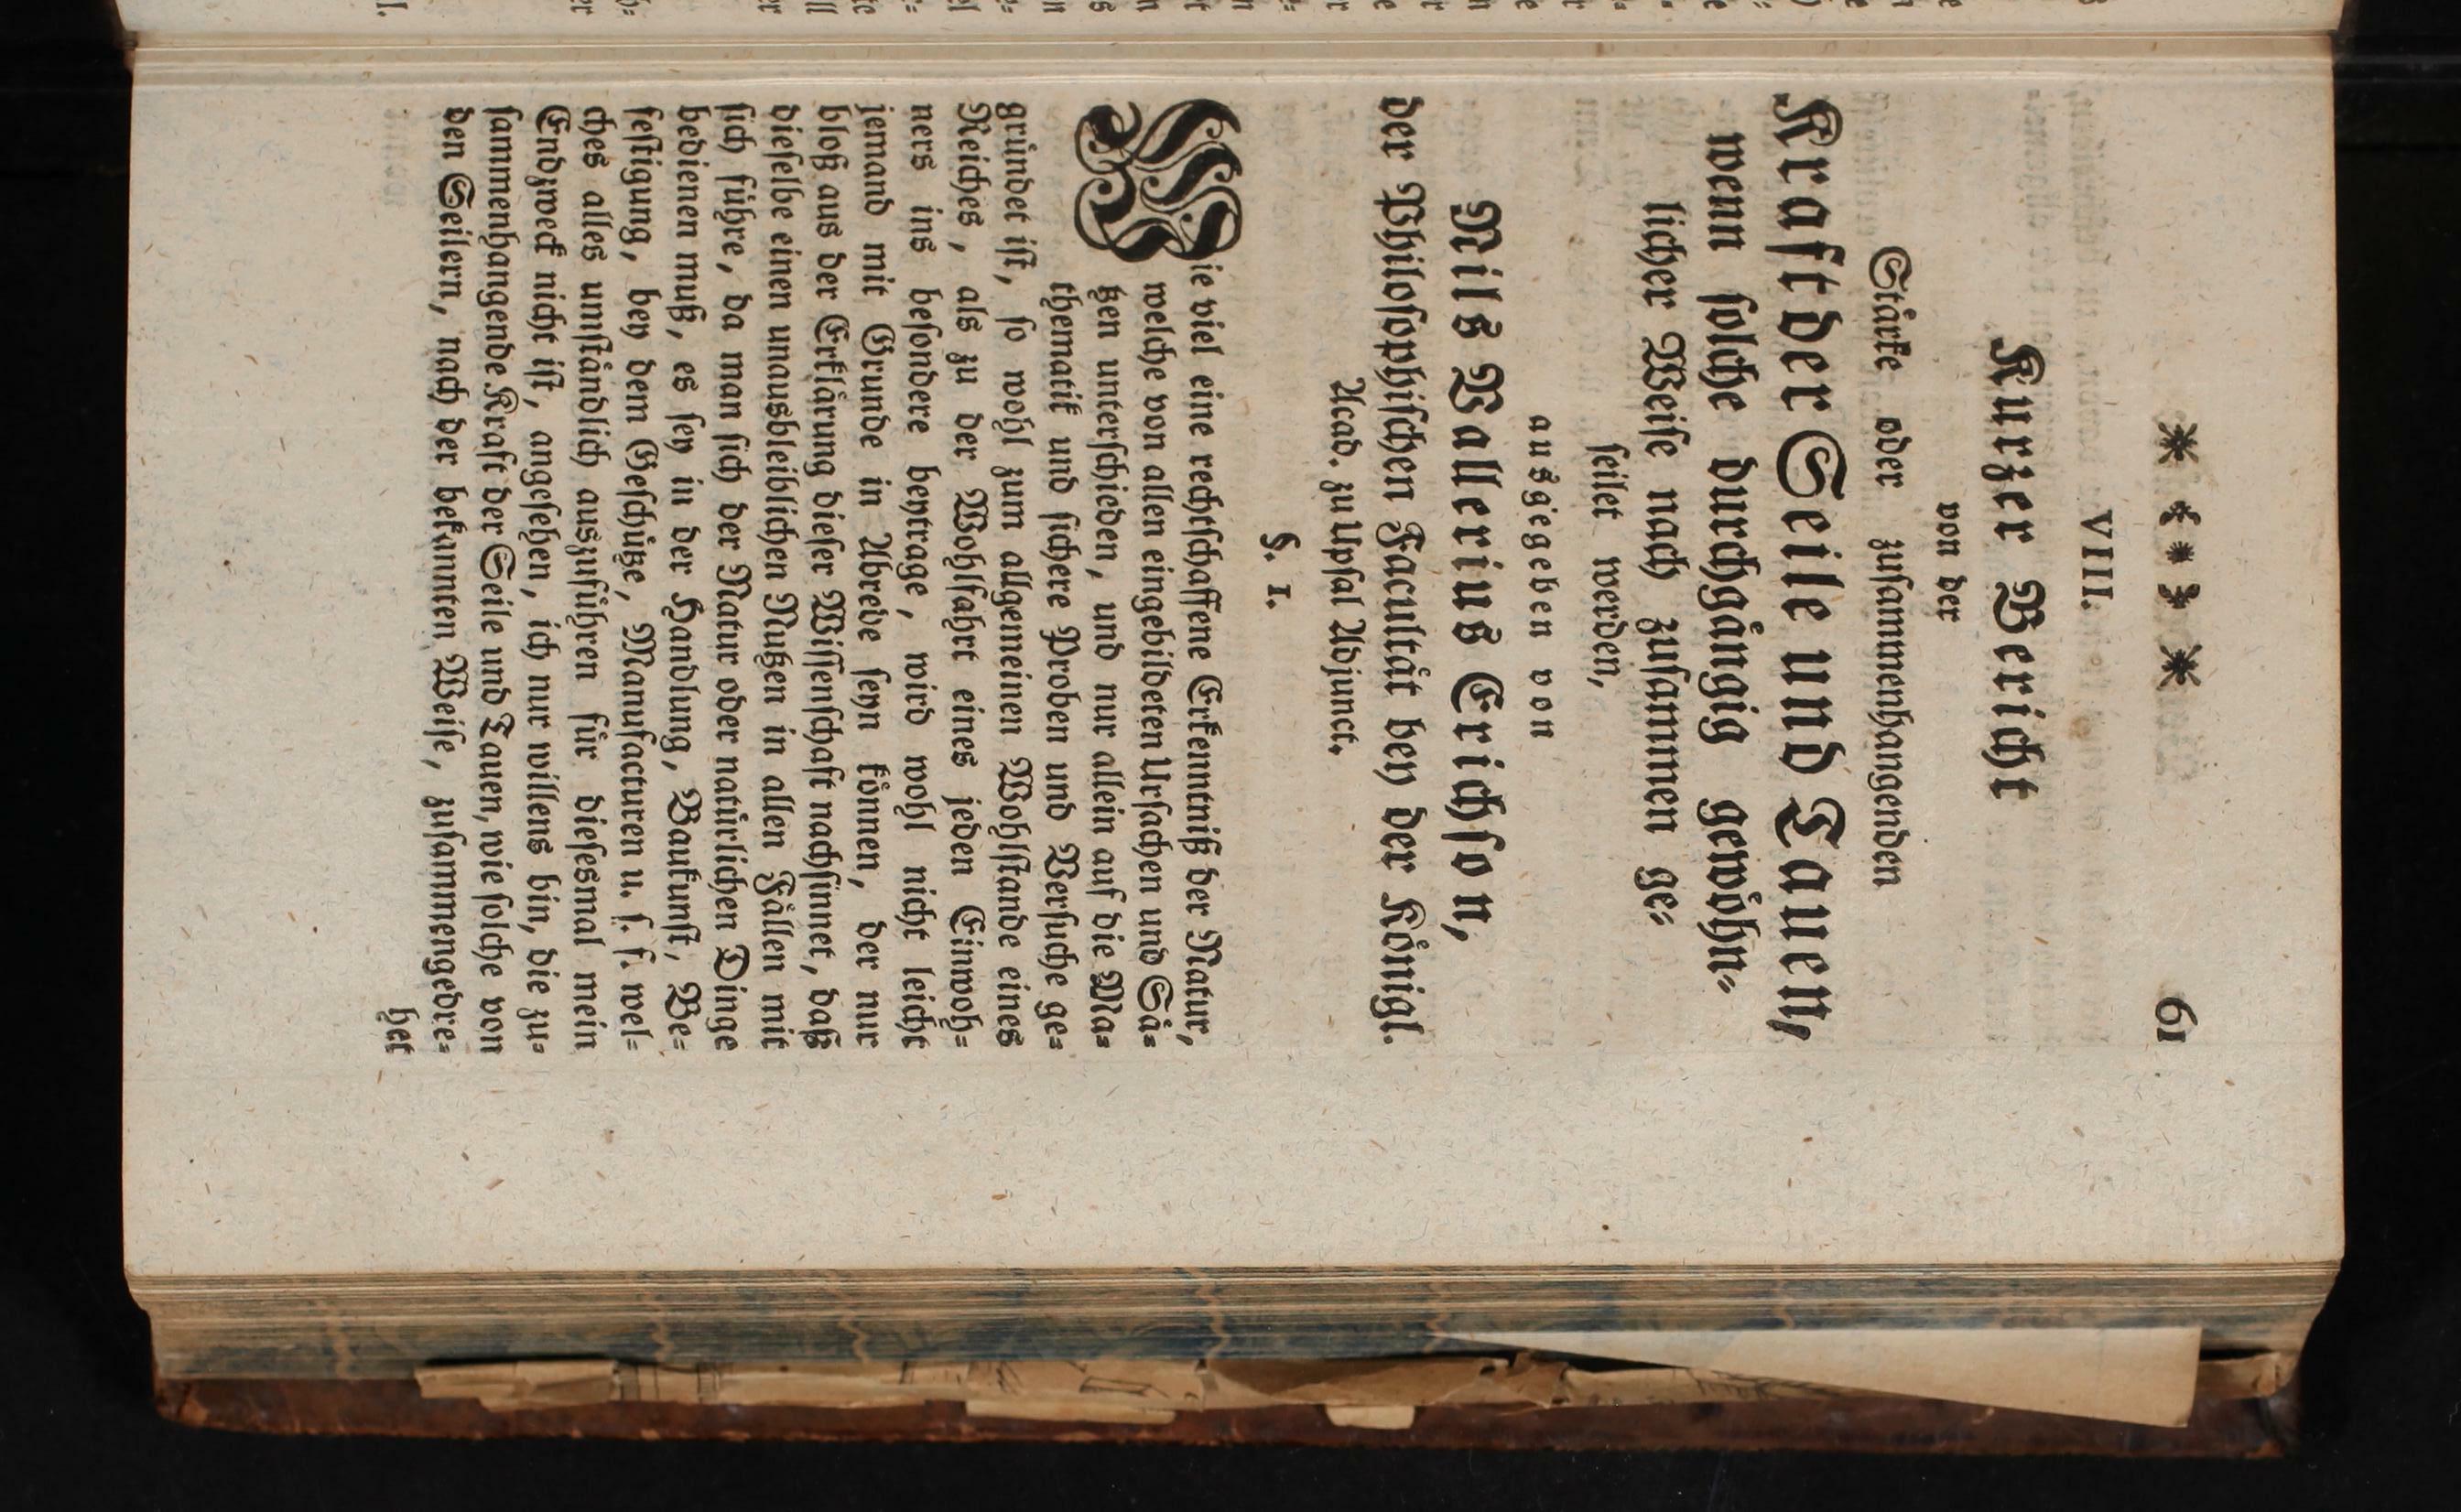 61
VIII.
Kurzer Bericht
von der
Stärke oder zusammenhangenden
Kraft der Seile und Tauen,
wenn solche durchgängig gewöhn-
licher Weise nach zusammen ge-
seilet werden,
ausgegeben von
Nils Wallerius Erichson,
der Philosophischen Facultät bey der Königl.
Acad. zu Upsal Adjunct.
§. 1.
Wie viel eine rechtschaffene Erkenntniß der Natur,
welche von allen eingebildeten Ursachen und Sä-
tzen unterschieden, und nur allein auf die Ma-
thematik und sichere Proben und Versuche ge-
gründet ist, so wohl zum allgemeinen Wohlstande eines
Reiches, als zu der Wohlfahrt eines jeden Einwoh-
ners ins besondere beytrage, wird wohl nicht leicht
jemand mit Grunde in Abrede seyn können, der nur
bloß aus der Erklärung dieser Wissenschaft nachsinnet, daß
dieselbe einen unausbleiblichen Nutzen in allen Fällen mit
sich führe, da man sich der Natur oder natürlichen Dinge
bedienen muß, es sey in der Handlung, Baukunst, Be-
festigung, bey dem Geschütze, Manufacturen u. s. f. wel-
ches alles umständlich auszuführen für diesesmal mein
Endzweck nicht ist, angesehen, ich nur willens bin, die zu-
sammenhangende Kraft der Seile und Tauen, wie solche von
den Seilern, nach der bekannten Weise, zusammengedre-
het